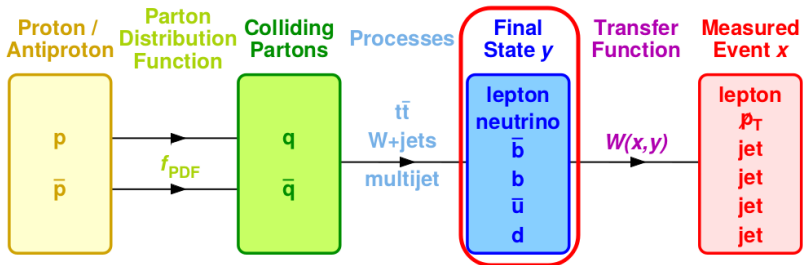 Proton /
Antiproton
Parton
Distribution
Function
Colliding
Partons
Processes
Final
State y
Transfer
Function
Measured
Event x
p
p̄
f_PDF
q
q̄
tt̄
W+jets
multijet
lepton
neutrino
b̄
b
ū
d
W(x,y)
lepton
p̸_T
jet
jet
jet
jet